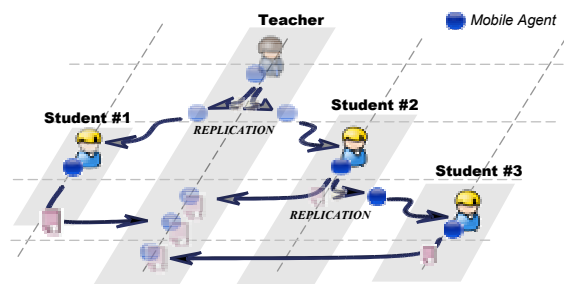 Teacher
Mobile Agent
Student #1
Student #2
REPLICATION
Student #3
REPLICATION